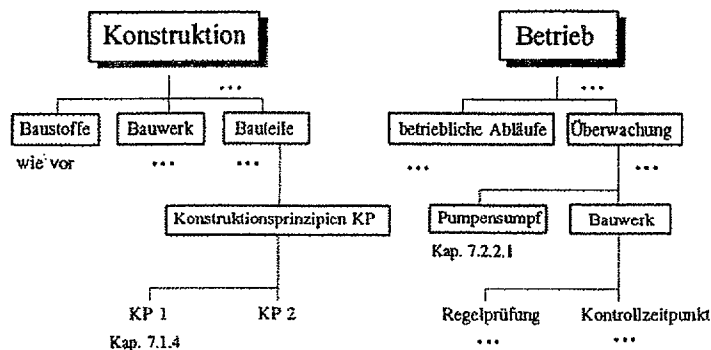 Konstruktion
Betrieb
...
...
Baustoffe
Bauwerk
Bauteile
betriebliche Abläufe
Überwachung
wie vor
...
...
...
...
Konstruktionsprinzipien KP
Pumpensumpf
Bauwerk
Kap. 7.2.2.1
KP 1
KP 2
Regelprüfung
Kontrollzeitpunkt
Kap. 7.1.4
...
...